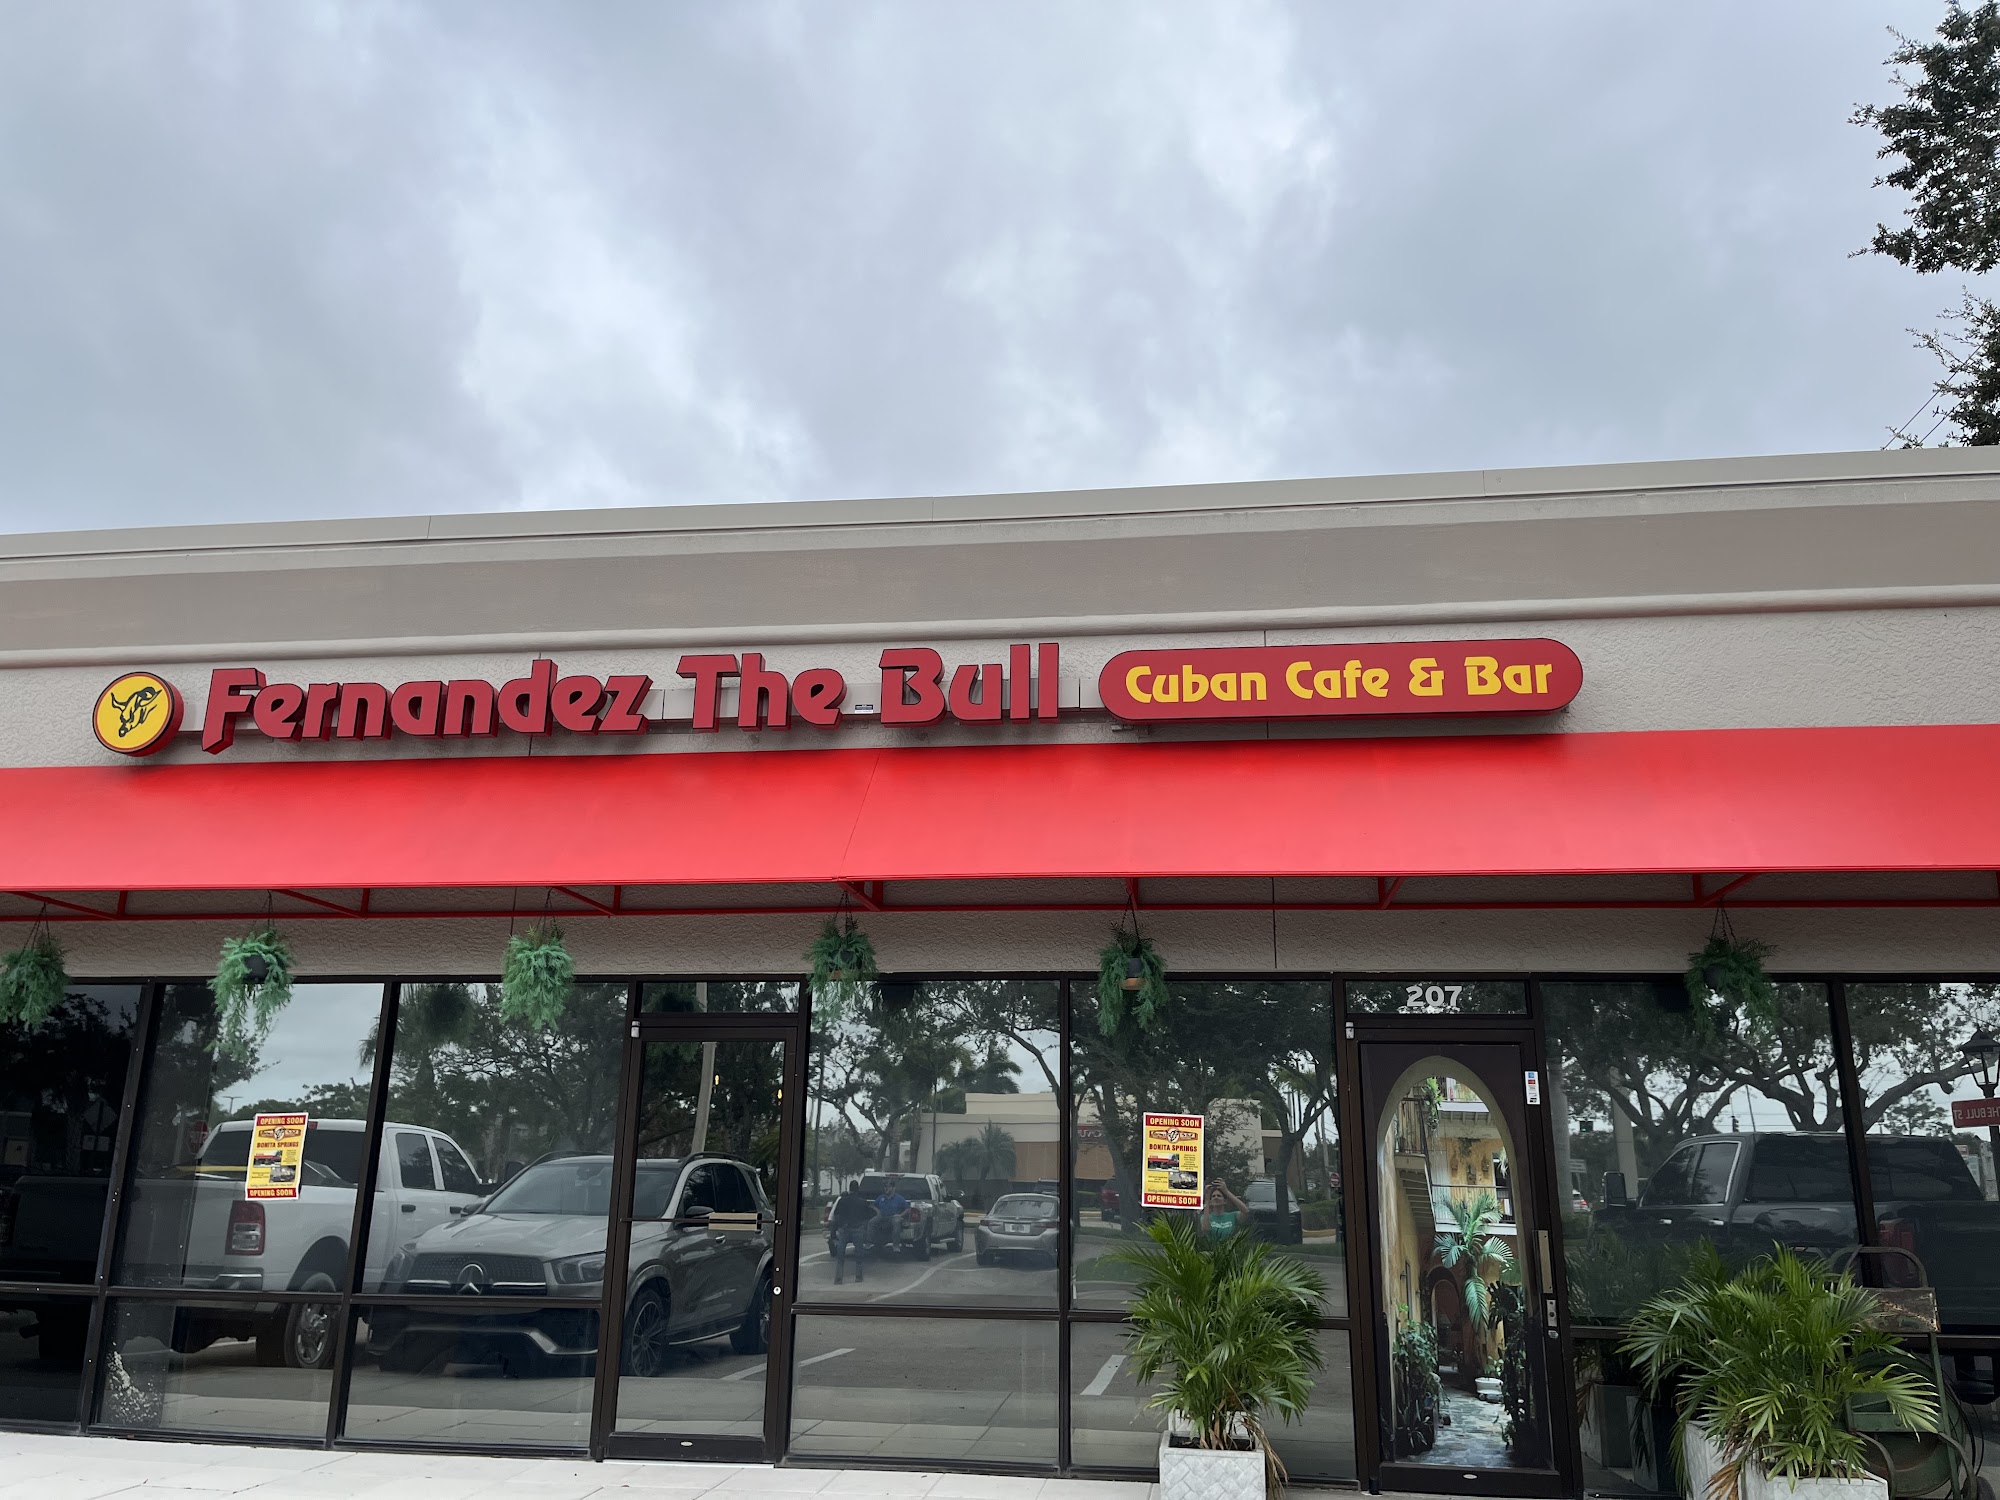 Fernandez The Bull Cuban Cafe & Bar
207
OPENING SOON
BONITA SPRINGS
OPENING SOON
OPENING SOON
BONITA SPRINGS
OPENING SOON